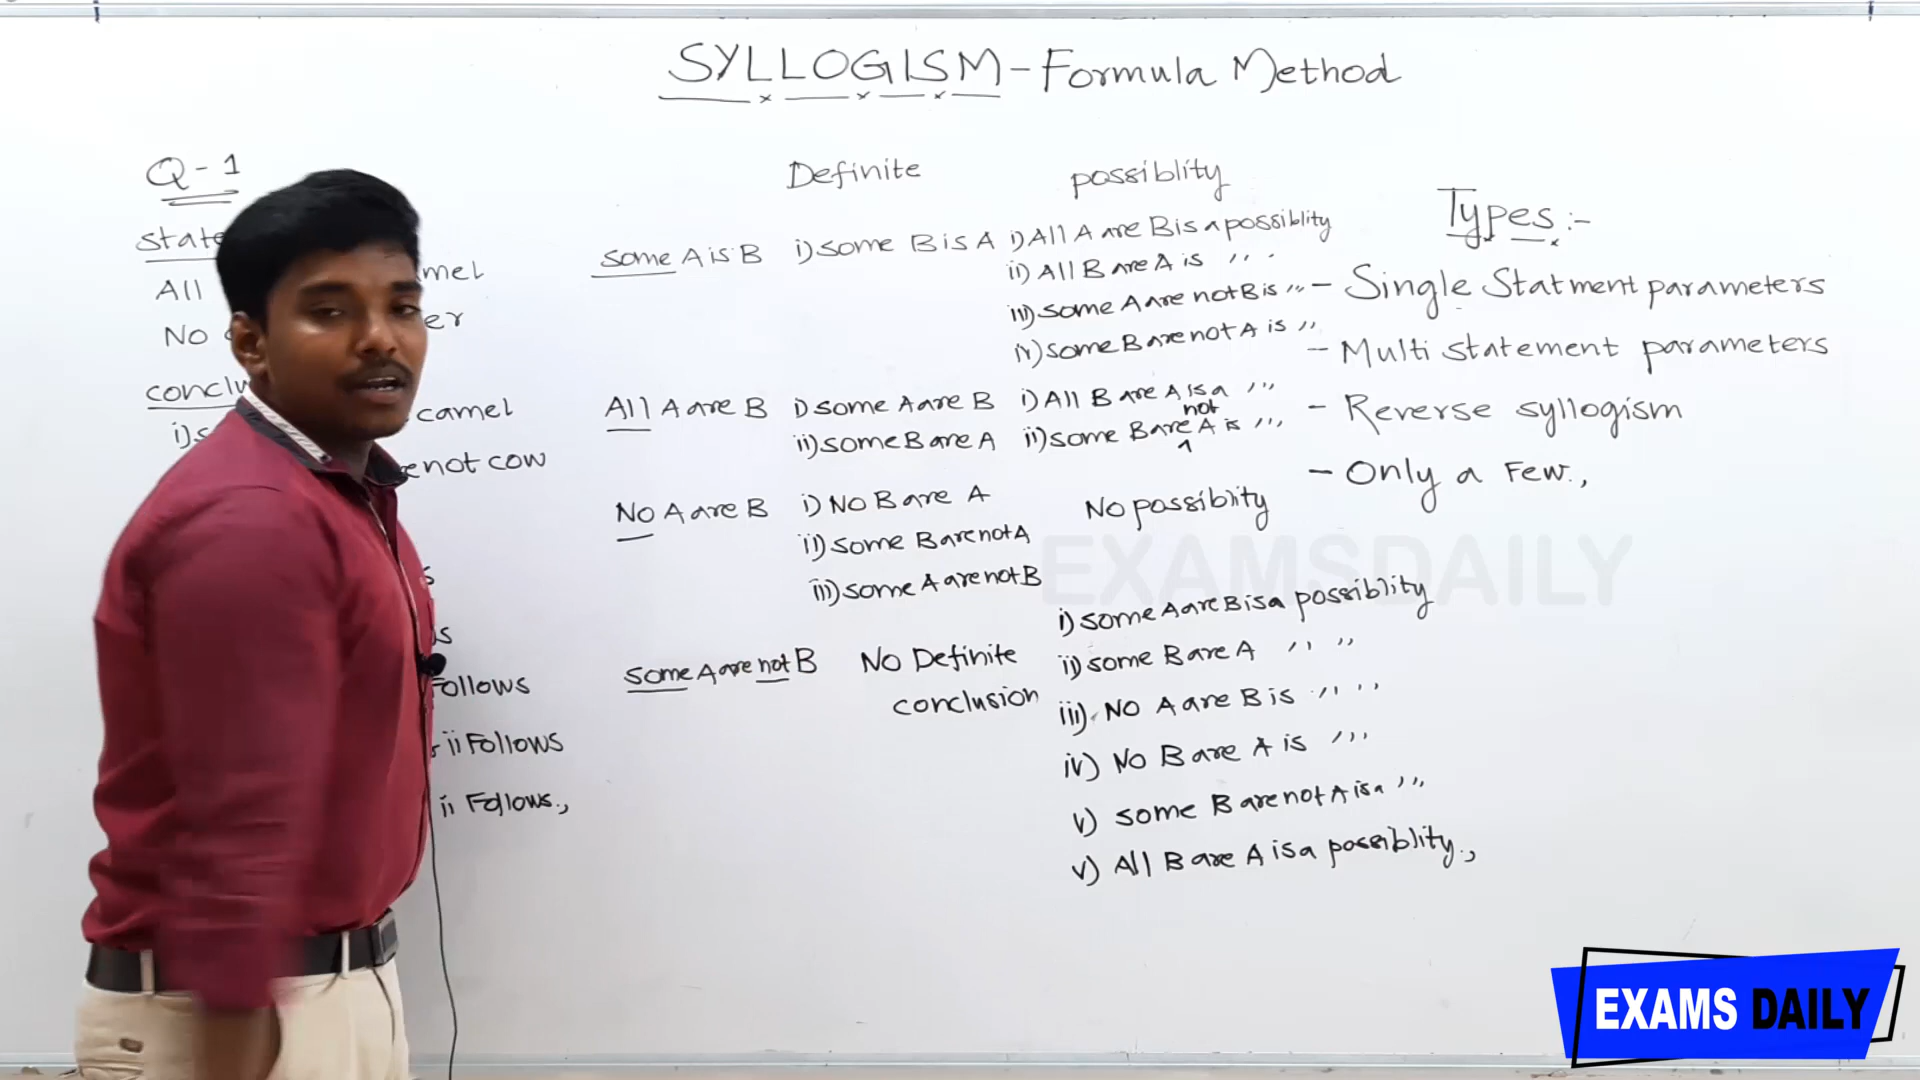 SYLLOGISM - Formula Method
Q-1
All
No
i)
mel
er
camel
not cow
Follows
ii Follows
ii Follows.,
Definite
possiblity
some A is B i) some B is A i) All A are B is a possiblity
ii) All B are A is ,, ,,
iii) some A are not B is ,,
iv) some B are not A is ,,
All A are B i) some A are B i) All B are A is a ,,,
not
ii) some B are A ii) some B are A is ,,,
No A are B i) No B are A No possiblity
ii) some B are not A
iii) some A are not B
some A are not B No Definite conclusion
i) some A are B is a possiblity
ii) some B are A ,, ,,
iii) No A are B is ,, ,,
iv) No B are A is ,,,
v) some B are not A is a ,,,
v) All B are A is a possiblity.,
Types :-
- Single Statment parameters
- Multi statement parameters
- Reverse syllogism
- Only a Few.,
EXAMSDAILY
EXAMS DAILY